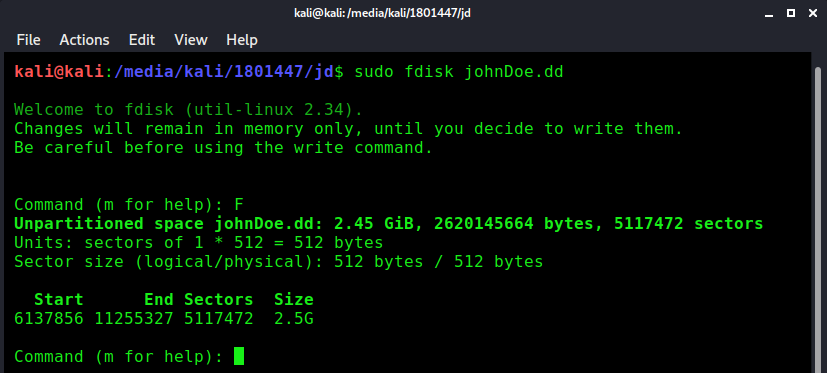 kali@kali: /media/kali/1801447/jd
File Actions Edit View Help
kali@kali:/media/kali/1801447/jd$ sudo fdisk johnDoe.dd
Welcome to fdisk (util-linux 2.34).
Changes will remain in memory only, until you decide to write them.
Be careful before using the write command.
Command (m for help): F
Unpartitioned space johnDoe.dd: 2.45 GiB, 2620145664 bytes, 5117472 sectors
Units: sectors of 1 * 512 = 512 bytes
Sector size (logical/physical): 512 bytes / 512 bytes
Start End Sectors Size
6137856 11255327 5117472 2.5G
Command (m for help):